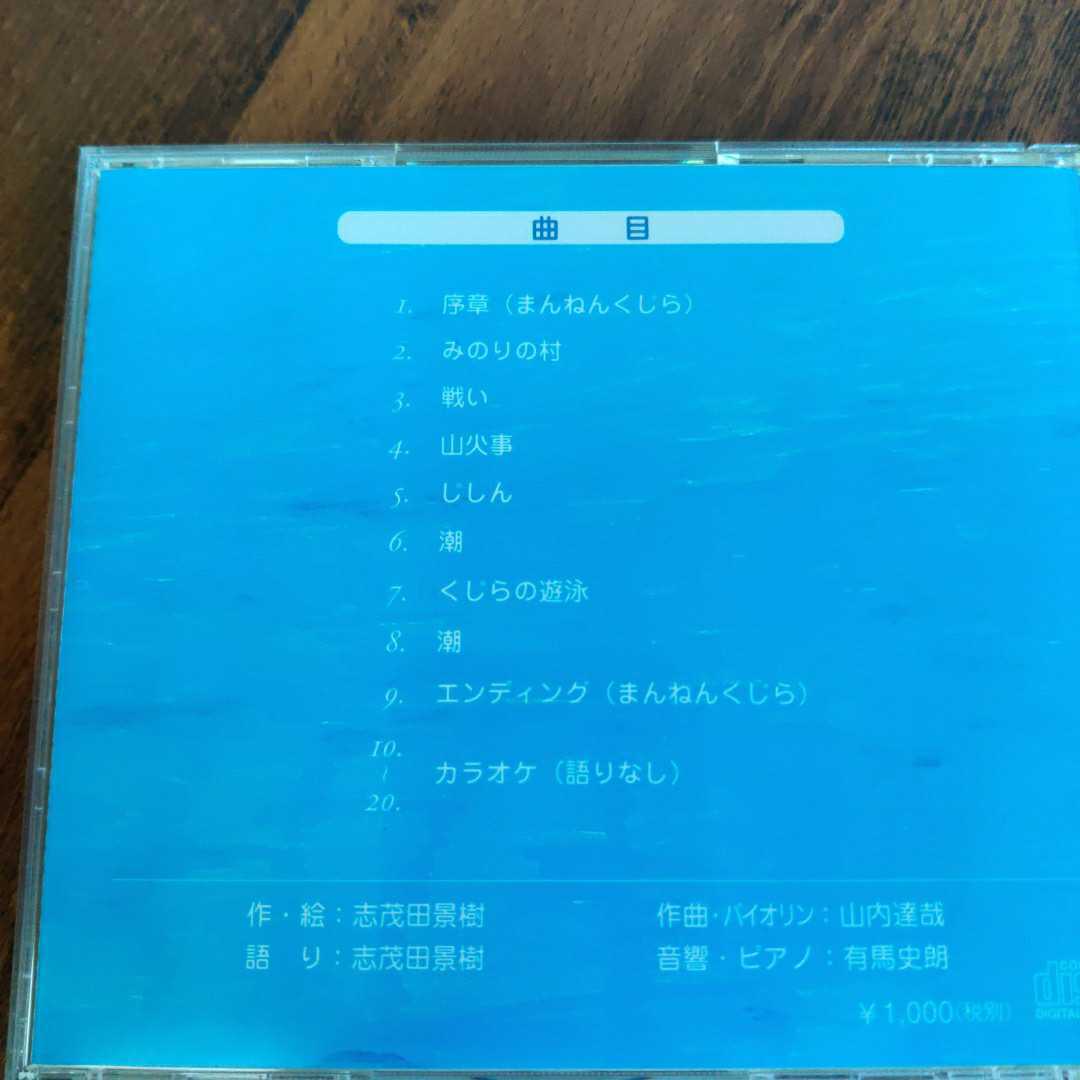 曲 目
1. 序章（まんねんくじら）
2. みのりの村
3. 戦い
4. 山火事
5. じしん
6. 潮
7. くじらの遊泳
8. 潮
9. エンディング（まんねんくじら）
10.
〜 カラオケ（語りなし）
20.
作・絵：志茂田景樹
語 り：志茂田景樹
作曲・バイオリン：山内達哉
音響・ピアノ：有馬史朗
￥1,000（税別）